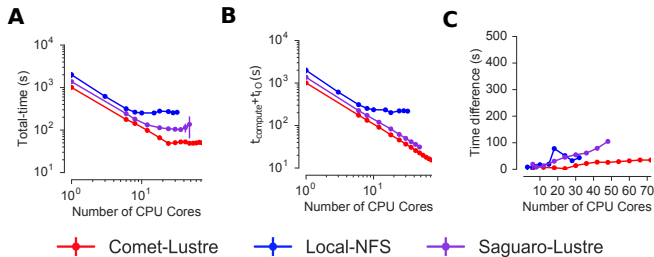 A
B
C
Total-time (s)
10⁴
10³
10²
10¹
10⁰
10¹
Number of CPU Cores
t_compute+t_IO (s)
10⁴
10³
10²
10¹
10⁰
10¹
Number of CPU Cores
Time difference (s)
500
400
300
200
100
0
10 20 30 40 50 60 70
Number of CPU Cores
Comet-Lustre Local-NFS Saguaro-Lustre